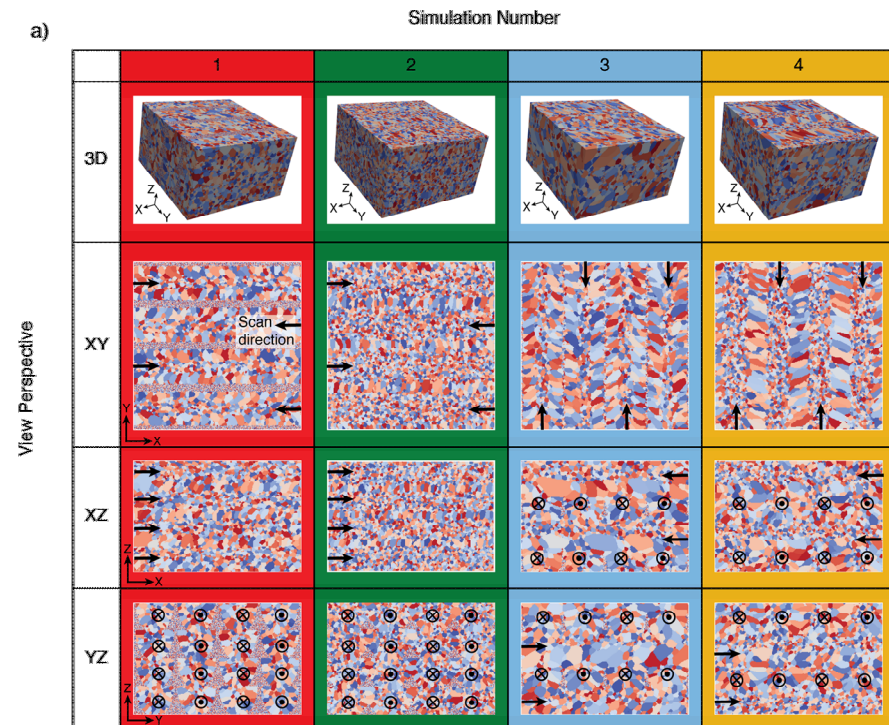 Simulation Number
a)
1 2 3 4
View Perspective
3D
Z X Y
Z X Y
Z X Y
Z X Y
XY
Scan
direction
Y
X
XZ
Z
X
YZ
Z
Y